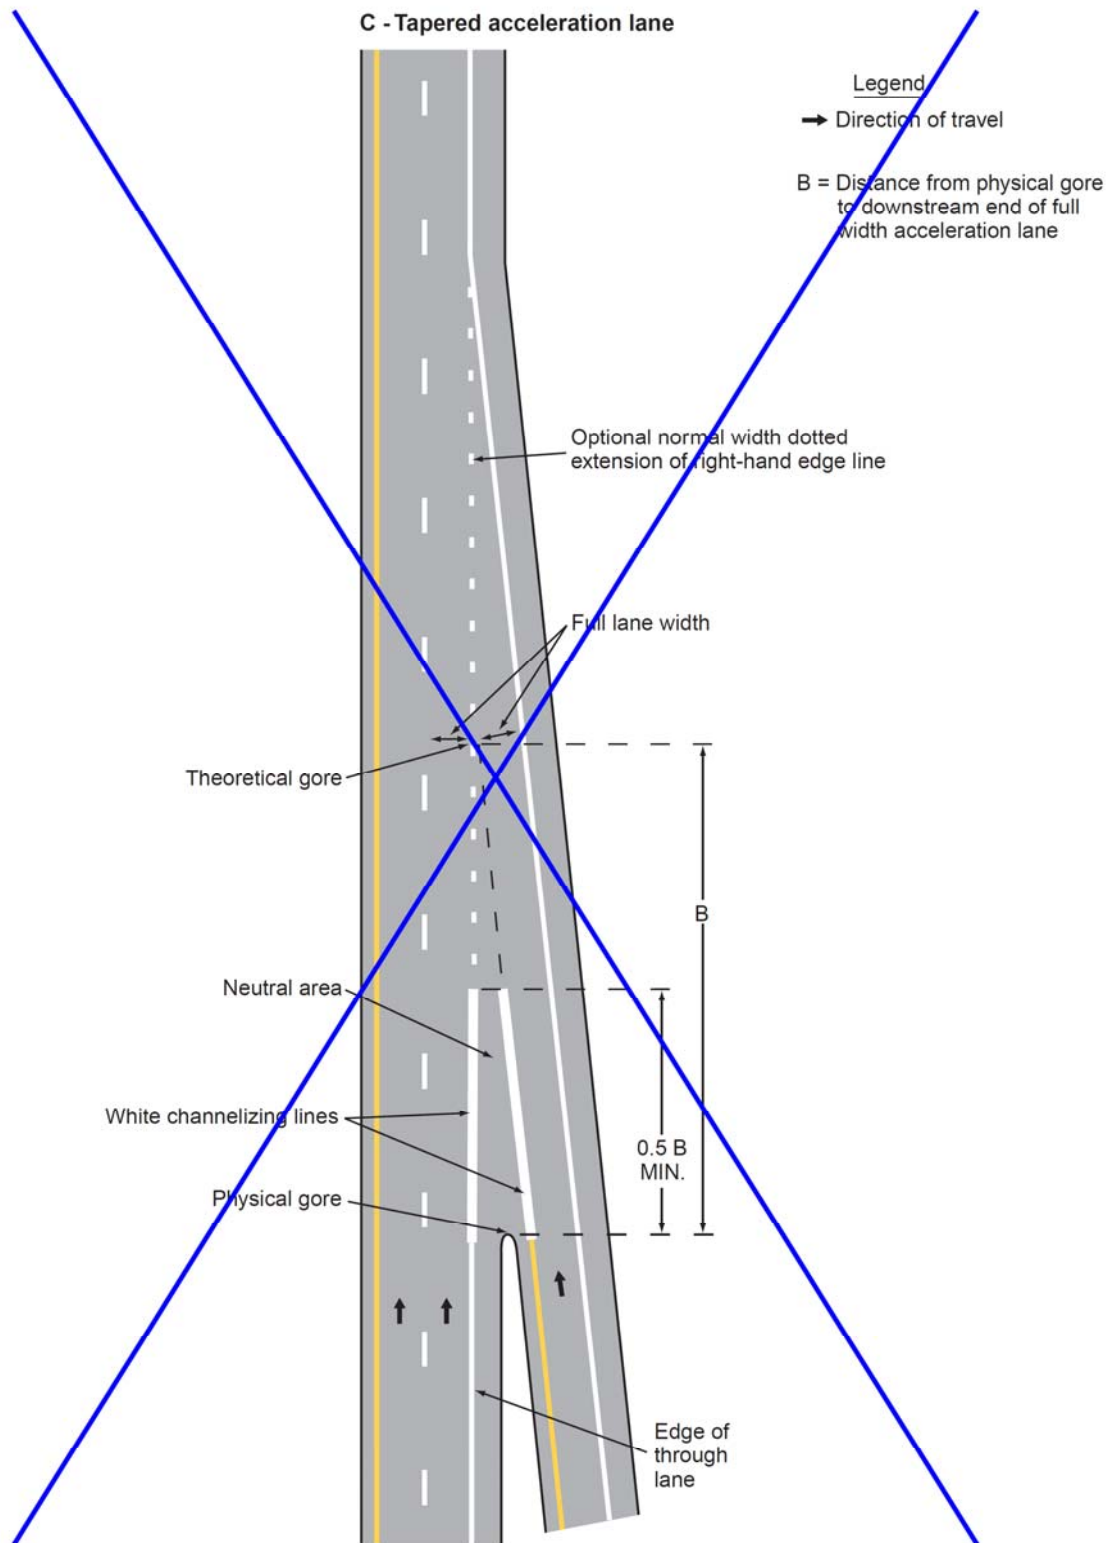 C - Tapered acceleration lane
Legend
Direction of travel
B = Distance from physical gore
to downstream end of full
width acceleration lane
Optional normal width dotted
extension of right-hand edge line
Full lane width
Theoretical gore
B
Neutral area
White channelizing lines
0.5 B
MIN.
Physical gore
Edge of
through
lane